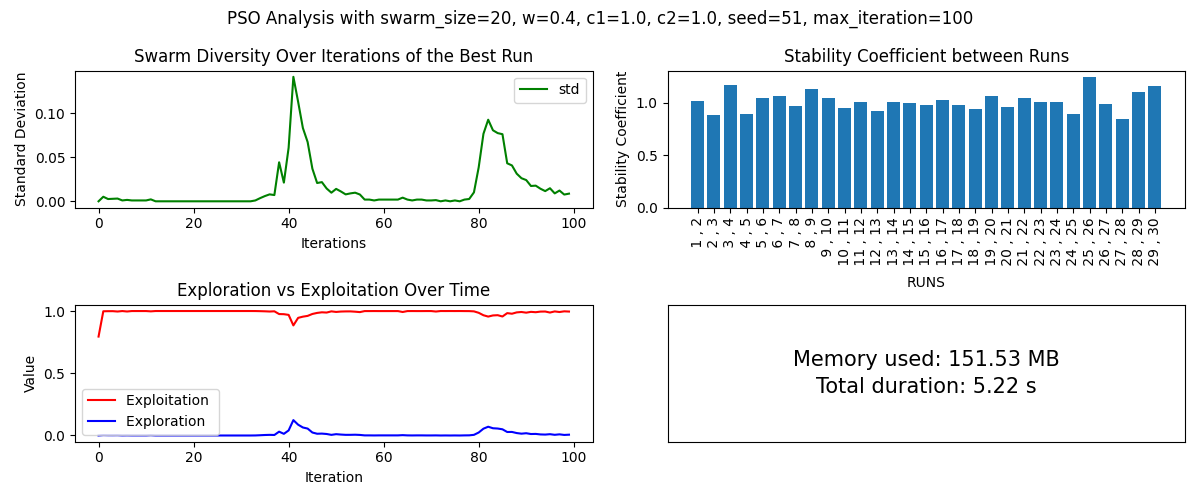 PSO Analysis with swarm_size=20, w=0.4, c1=1.0, c2=1.0, seed=51, max_iteration=100
Swarm Diversity Over Iterations of the Best Run
Standard Deviation
0.10
0.05
0.00
std
0 20 40 60 80 100
Iterations
Stability Coefficient between Runs
Stability Coefficient
1.0
0.5
0.0
1 , 2
2 , 3
3 , 4
4 , 5
5 , 6
6 , 7
7 , 8
8 , 9
9 , 10
10 , 11
11 , 12
12 , 13
13 , 14
14 , 15
15 , 16
16 , 17
17 , 18
18 , 19
19 , 20
20 , 21
21 , 22
22 , 23
23 , 24
24 , 25
25 , 26
26 , 27
27 , 28
28 , 29
29 , 30
RUNS
Exploration vs Exploitation Over Time
Value
1.0
0.5
0.0
Exploitation
Exploration
0 20 40 60 80 100
Iteration
Memory used: 151.53 MB
Total duration: 5.22 s